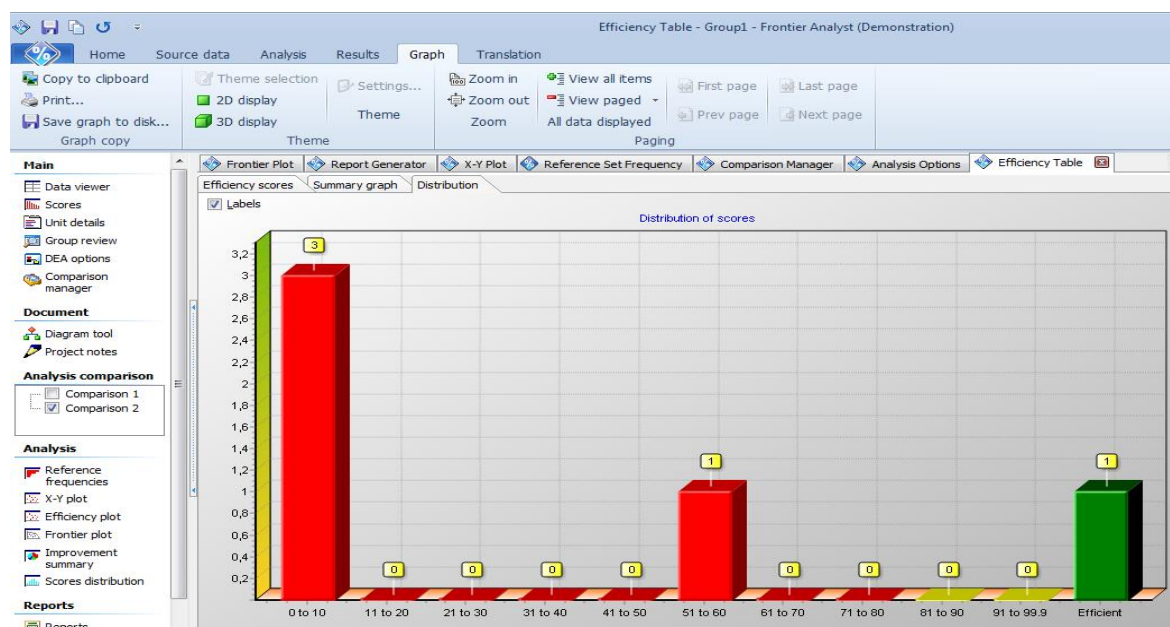 Efficiency Table - Group1 - Frontier Analyst (Demonstration)
Home Source data Analysis Results Graph Translation
Copy to clipboard
Print...
Save graph to disk...
Graph copy
Theme selection
2D display
3D display
Settings...
Theme
Theme
Zoom in
Zoom out
Zoom
View all items
View paged
All data displayed
First page
Last page
Prev page
Next page
Paging
Main
Data viewer
Scores
Unit details
Group review
DEA options
Comparison
manager
Document
Diagram tool
Project notes
Analysis comparison
Comparison 1
Comparison 2
Analysis
Reference
frequencies
X-Y plot
Efficiency plot
Frontier plot
Improvement
summary
Scores distribution
Reports
Reports
Frontier Plot Report Generator X-Y Plot Reference Set Frequency Comparison Manager Analysis Options Efficiency Table
Efficiency scores Summary graph Distribution
Labels
Distribution of scores
3,2
3
2,8
2,6
2,4
2,2
2
1,8
1,6
1,4
1,2
1
0,8
0,6
0,4
0,2
3 0 0 0 0 1 0 0 0 0 1
0 to 10 11 to 20 21 to 30 31 to 40 41 to 50 51 to 60 61 to 70 71 to 80 81 to 90 91 to 99.9 Efficient